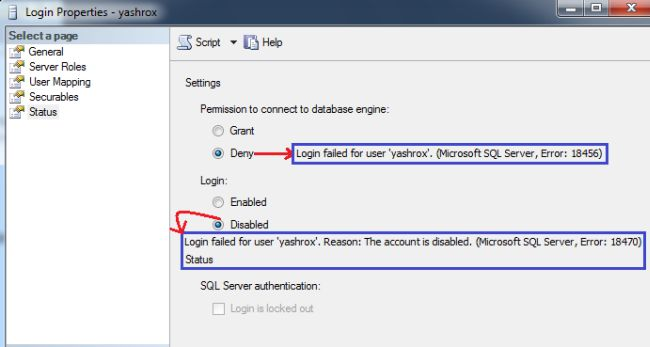 Login Properties - yashrox
Select a page
General
Server Roles
User Mapping
Securables
Status
Script
Help
Settings
Permission to connect to database engine:
Grant
Deny
Login failed for user 'yashrox'. (Microsoft SQL Server, Error: 18456)
Login:
Enabled
Disabled
Login failed for user 'yashrox'. Reason: The account is disabled. (Microsoft SQL Server, Error: 18470)
Status
SQL Server authentication:
Login is locked out